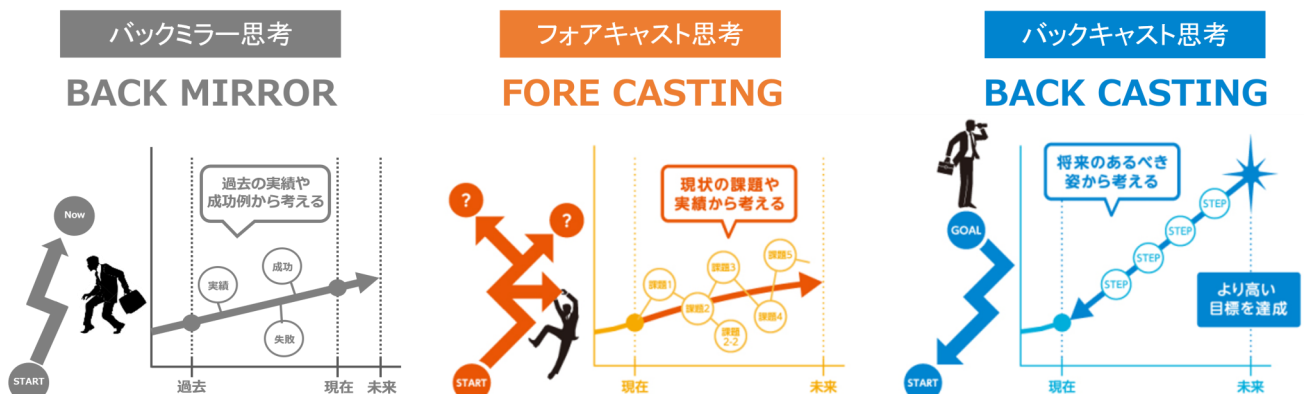 バックミラー思考
BACK MIRROR
過去の実績や
成功例から考える
Now
実績
成功
失敗
START
過去
現在
未来
フォアキャスト思考
FORE CASTING
現状の課題や
実績から考える
?
?
課題1
課題2
課題3
課題
2-2
課題4
課題5
START
現在
未来
バックキャスト思考
BACK CASTING
将来のあるべき
姿から考える
GOAL
STEP
STEP
STEP
STEP
より高い
目標を達成
START
現在
未来